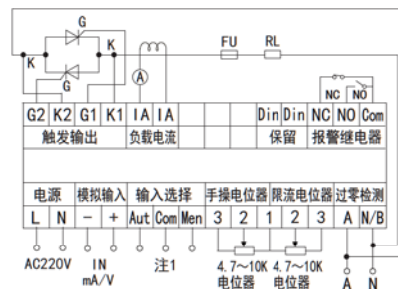 G
K
K
G
A
FU
RL
NC
NO
G2 K2 G1 K1 IA IA Din Din NC NO Com
触发输出 负载电流 保留 报警继电器
电源 模拟输入 输入选择 手操电位器 限流电位器 过零检测
L N − + Aut Com Men 3 2 1 2 3 A N/B
AC220V IN 注1 4.7～10K 4.7～10K
mA/V 电位器 电位器 A N